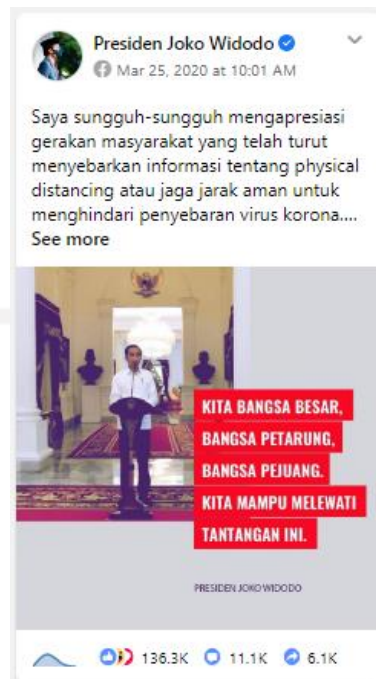 Presiden Joko Widodo
Mar 25, 2020 at 10:01 AM
Saya sungguh-sungguh mengapresiasi
gerakan masyarakat yang telah turut
menyebarkan informasi tentang physical
distancing atau jaga jarak aman untuk
menghindari penyebaran virus korona....
See more
KITA BANGSA BESAR,
BANGSA PETARUNG,
BANGSA PEJUANG.
KITA MAMPU MELEWATI
TANTANGAN INI.
PRESIDEN JOKO WIDODO
136.3K 11.1K 6.1K